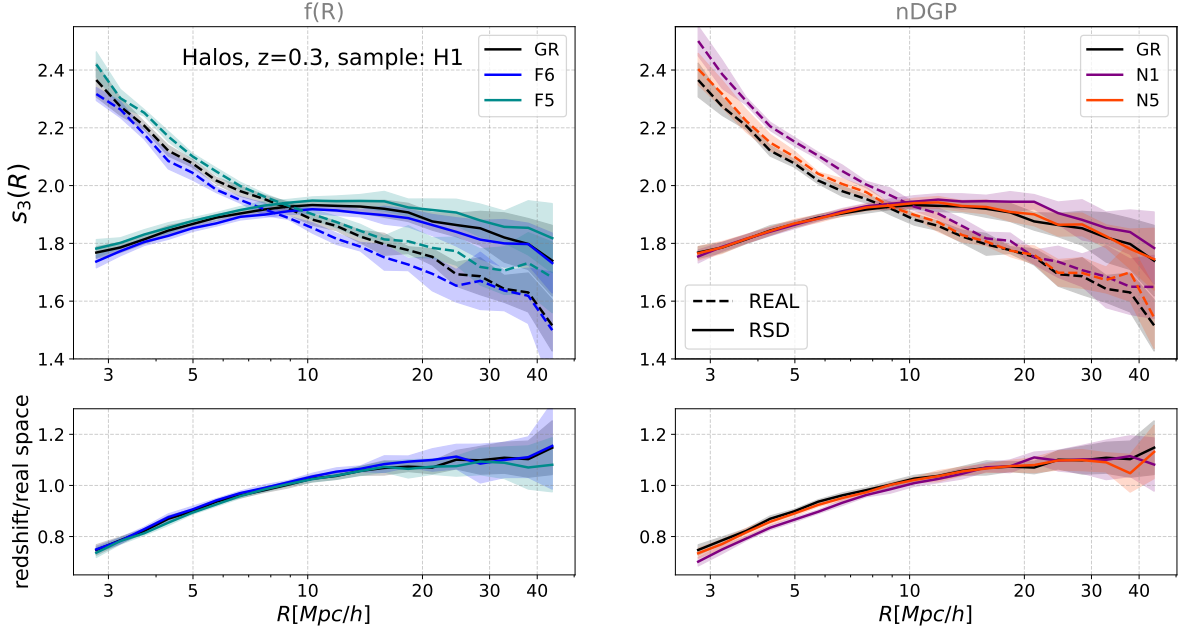 f(R)
nDGP
Halos, z=0.3, sample: H1
GR
F6
F5
GR
N1
N5
REAL
RSD
s₃(R)
2.4
2.2
2.0
1.8
1.6
1.4
2.4
2.2
2.0
1.8
1.6
1.4
3 5 10 20 30 40
3 5 10 20 30 40
redshift/real space
1.2
1.0
0.8
1.2
1.0
0.8
3 5 10 20 30 40
3 5 10 20 30 40
R[Mpc/h]
R[Mpc/h]